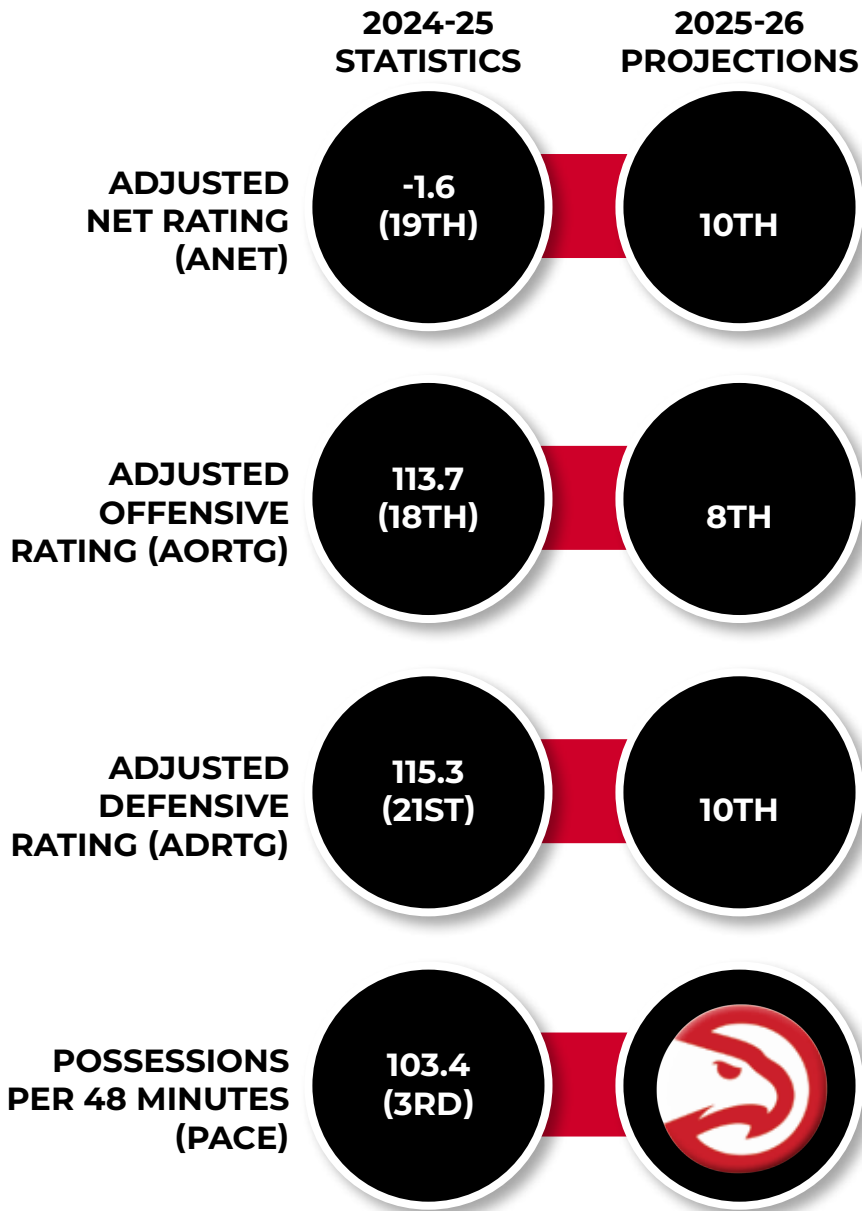 2024-25
STATISTICS
2025-26
PROJECTIONS
ADJUSTED
NET RATING
(ANET)
-1.6
(19TH)
10TH
ADJUSTED
OFFENSIVE
RATING (AORTG)
113.7
(18TH)
8TH
ADJUSTED
DEFENSIVE
RATING (ADRTG)
115.3
(21ST)
10TH
POSSESSIONS
PER 48 MINUTES
(PACE)
103.4
(3RD)